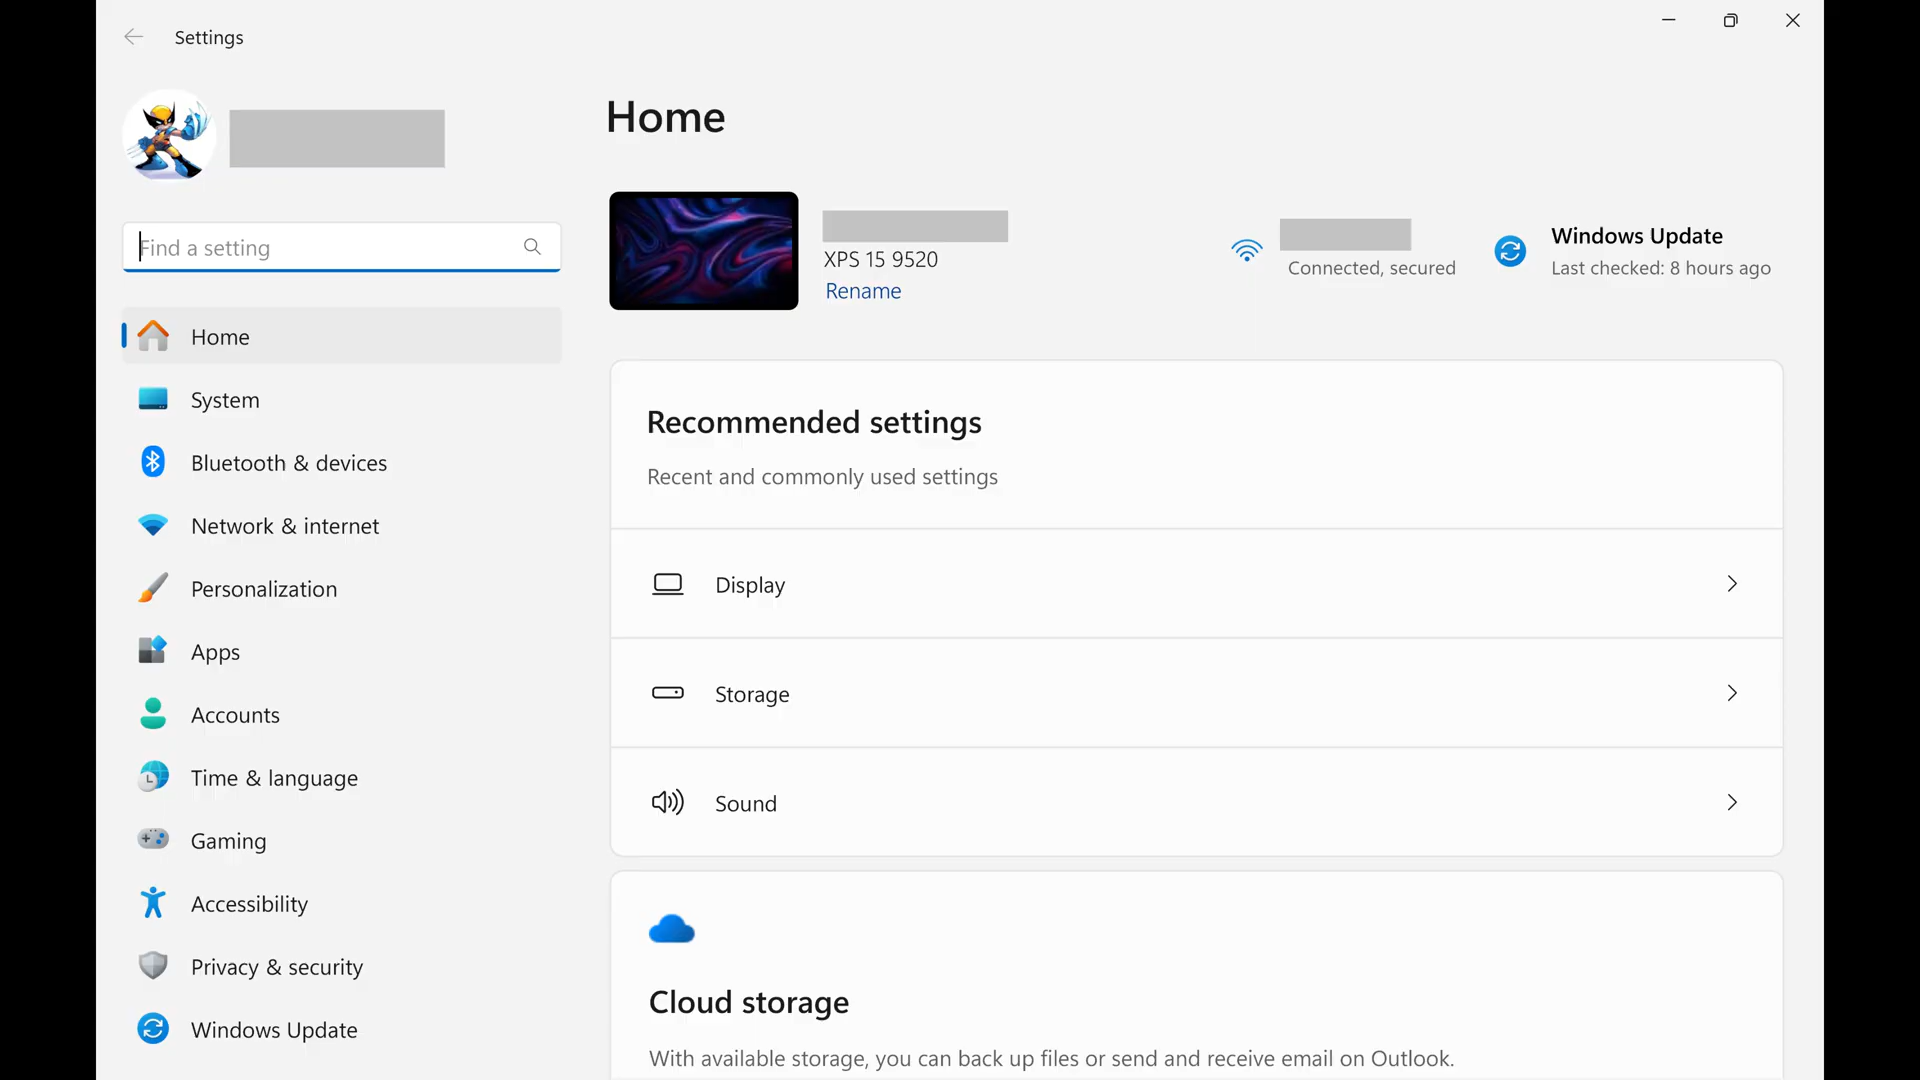 Settings
Find a setting
Home
System
Bluetooth & devices
Network & internet
Personalization
Apps
Accounts
Time & language
Gaming
Accessibility
Privacy & security
Windows Update
Home
XPS 15 9520
Rename
Connected, secured
Windows Update
Last checked: 8 hours ago
Recommended settings
Recent and commonly used settings
Display
Storage
Sound
Cloud storage
With available storage, you can back up files or send and receive email on Outlook.